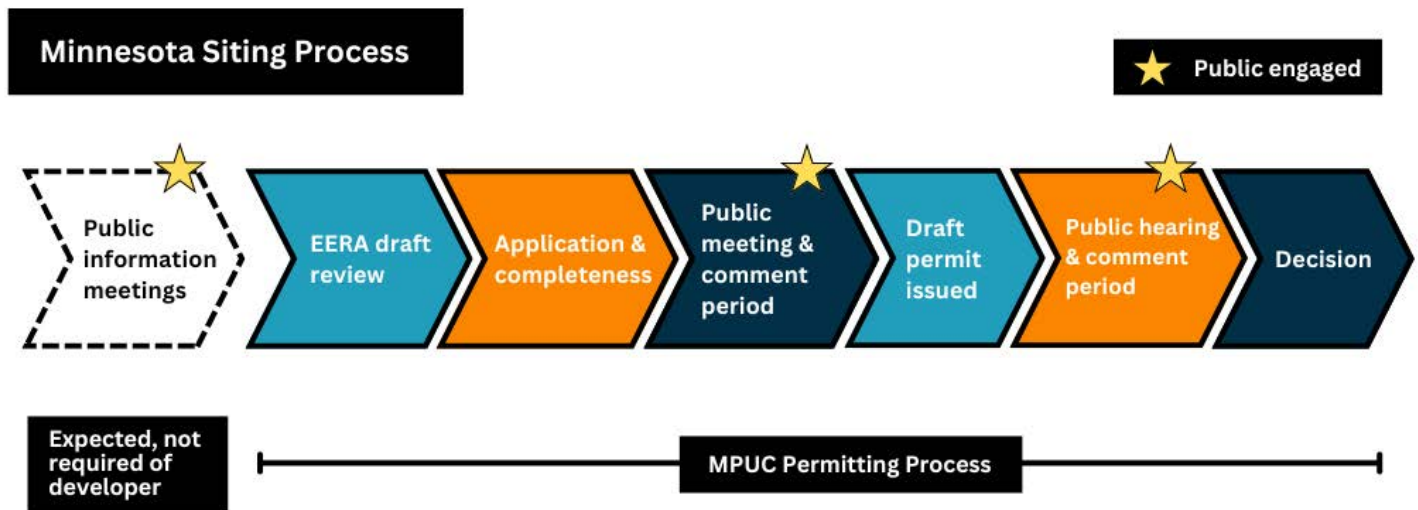 Minnesota Siting Process
Public engaged
Public
information
meetings
EERA draft
review
Application &
completeness
Public
meeting &
comment
period
Draft
permit
issued
Public hearing
& comment
period
Decision
Expected, not
required of
developer
MPUC Permitting Process